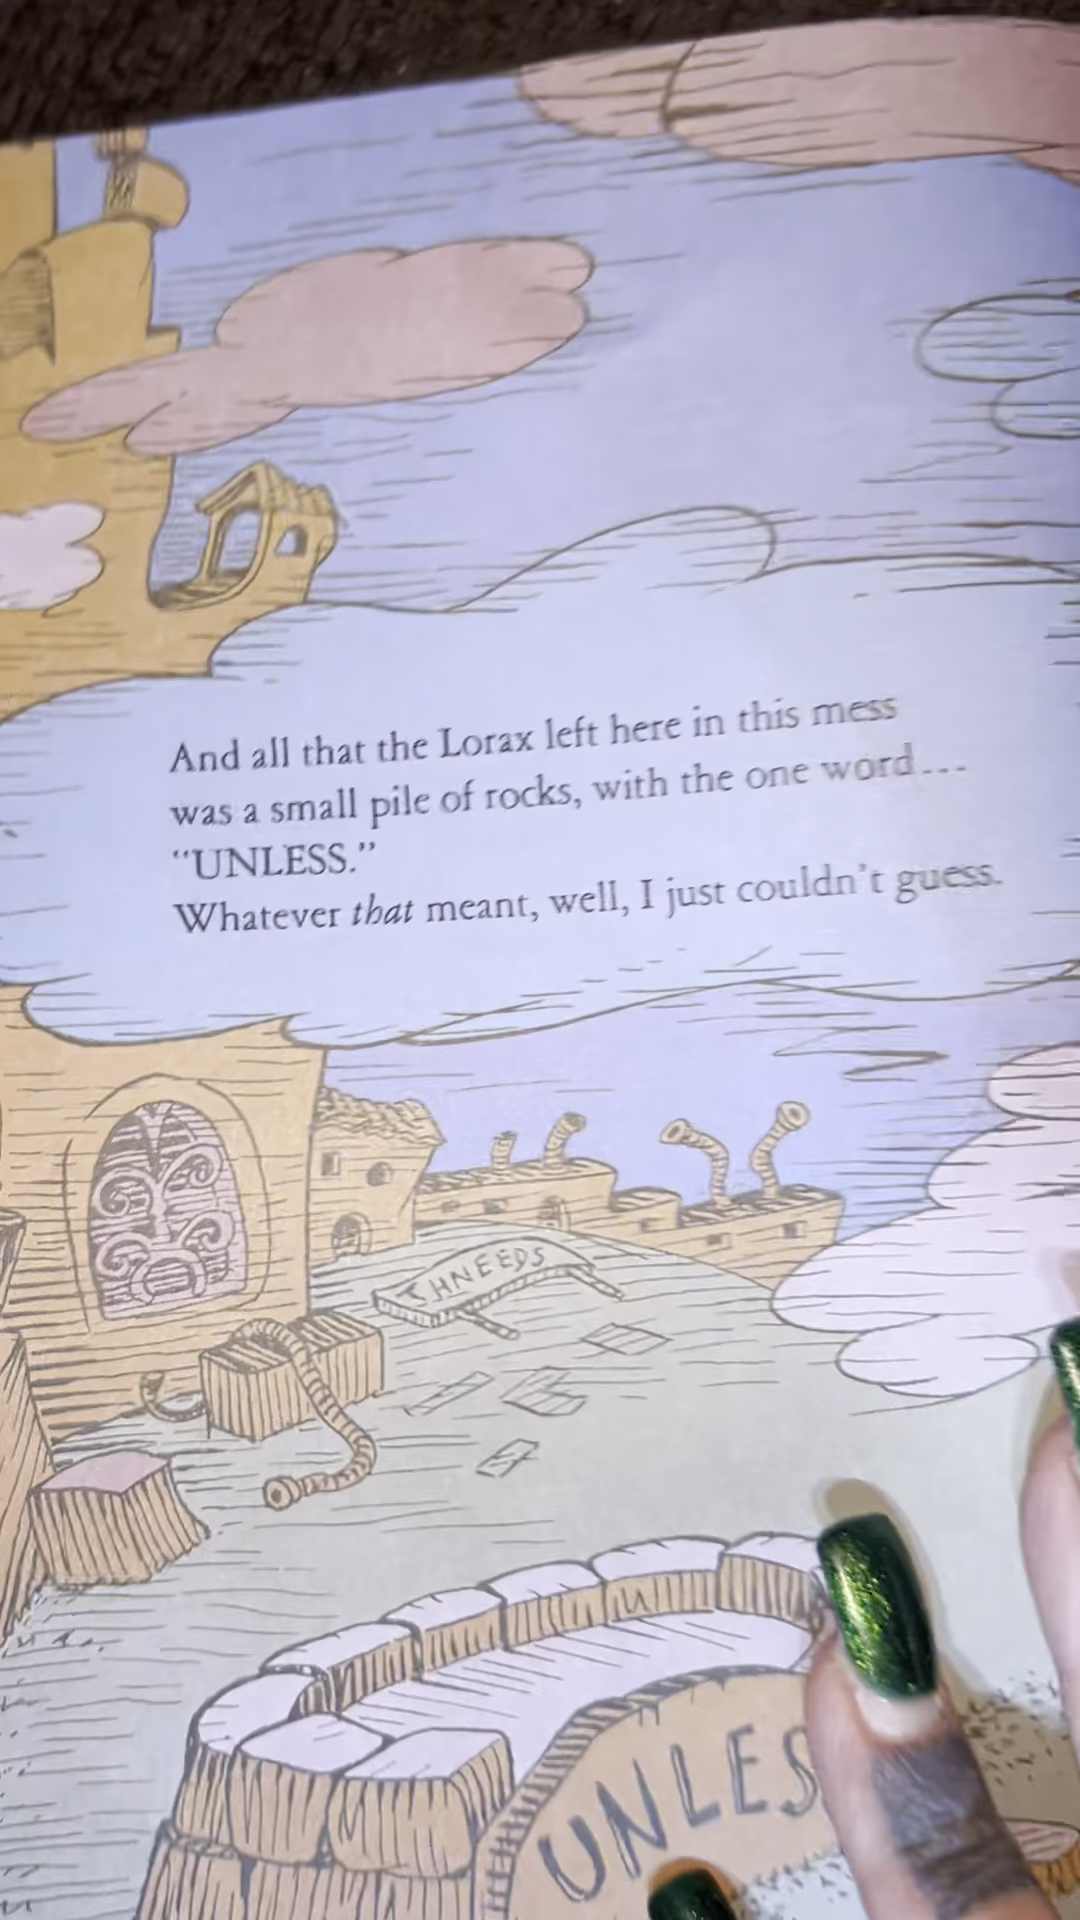 And all that the Lorax left here in this mess
was a small pile of rocks, with the one word...
“UNLESS.”
Whatever that meant, well, I just couldn't guess.
THNEEDS
UNLES